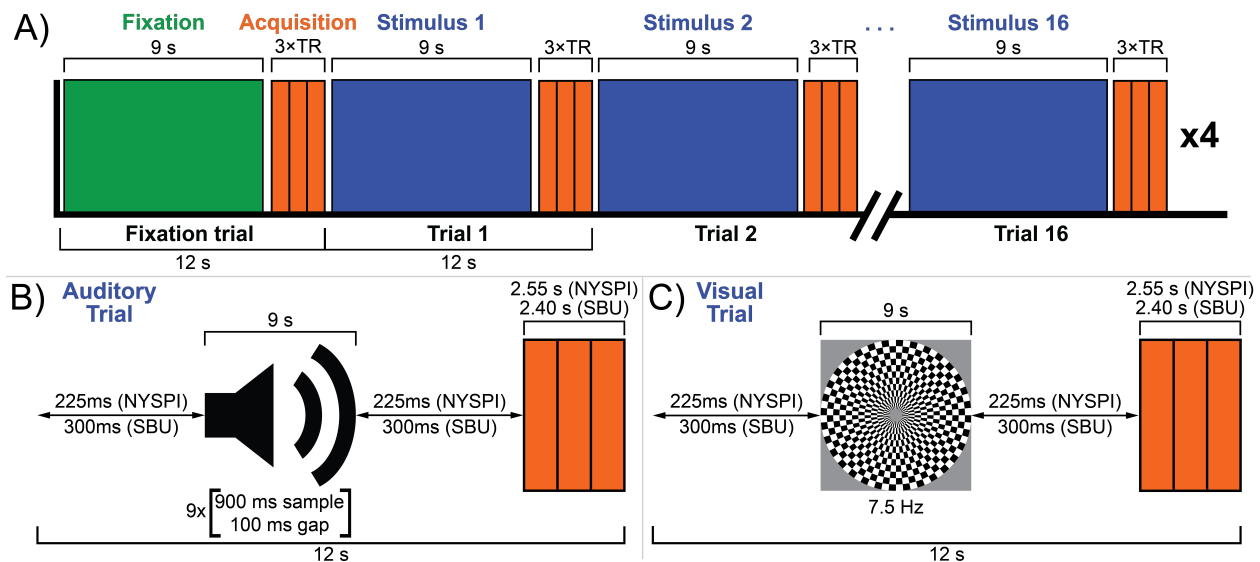 A)
Fixation
Acquisition
Stimulus 1
Stimulus 2
. . .
Stimulus 16
9 s
3×TR
9 s
3×TR
9 s
3×TR
9 s
3×TR
x4
Fixation trial
Trial 1
Trial 2
Trial 16
12 s
12 s
B)
Auditory
Trial
9 s
2.55 s (NYSPI)
2.40 s (SBU)
225ms (NYSPI)
300ms (SBU)
225ms (NYSPI)
300ms (SBU)
9x
900 ms sample
100 ms gap
12 s
C)
Visual
Trial
9 s
2.55 s (NYSPI)
2.40 s (SBU)
225ms (NYSPI)
300ms (SBU)
225ms (NYSPI)
300ms (SBU)
7.5 Hz
12 s